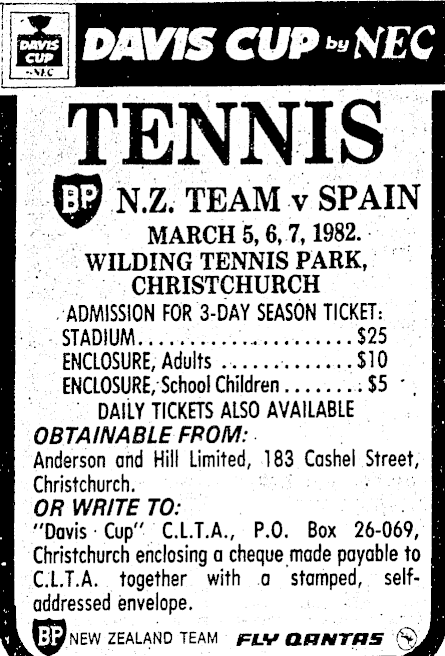 DAVIS
CUP
by NEC
DAVIS CUP by NEC
TENNIS
BP N.Z. TEAM v SPAIN
MARCH 5, 6, 7, 1982.
WILDING TENNIS PARK,
CHRISTCHURCH
ADMISSION FOR 3-DAY SEASON TICKET:
STADIUM......................$25
ENCLOSURE, Adults .............$10
ENCLOSURE, School Children ........$5
DAILY TICKETS ALSO AVAILABLE
OBTAINABLE FROM:
Anderson and Hill Limited, 183 Cashel Street,
Christchurch.
OR WRITE TO:
"Davis Cup" C.L.T.A., P.O. Box 26-069,
Christchurch enclosing a cheque made payable to
C.L.T.A. together with a stamped, self-
addressed envelope.
BP NEW ZEALAND TEAM FLY QANTAS